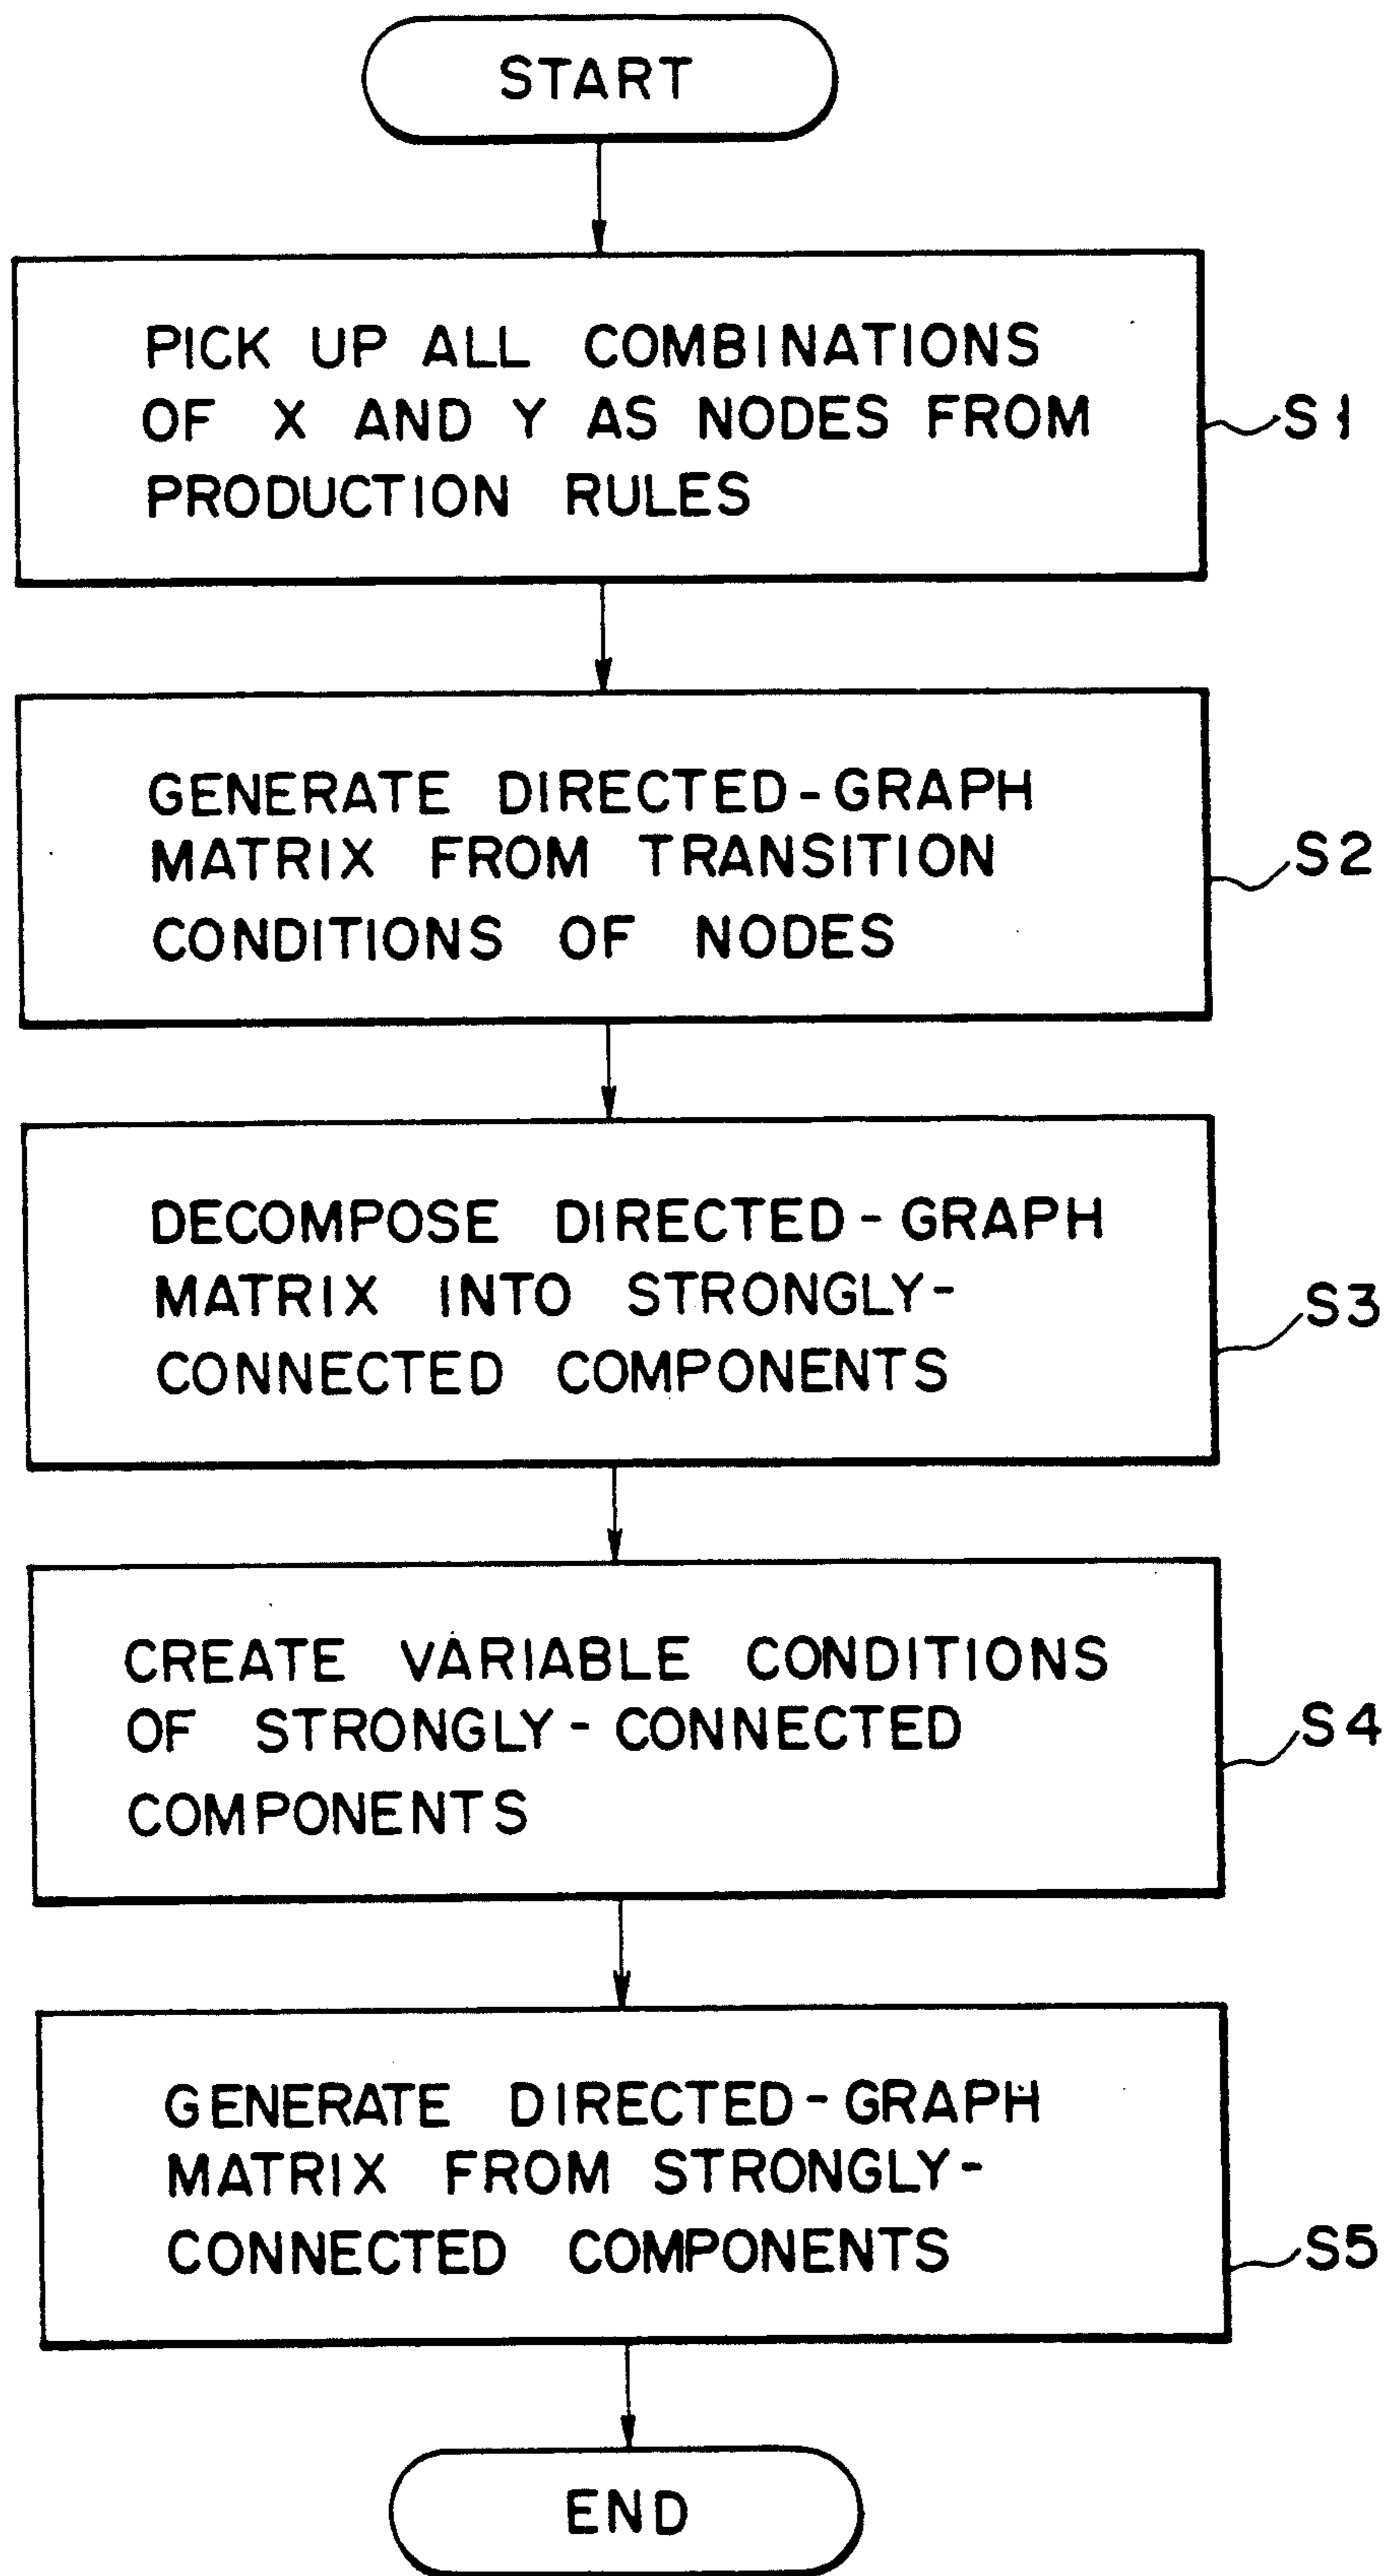 START
PICK UP ALL COMBINATIONS
OF X AND Y AS NODES FROM
PRODUCTION RULES
S1
GENERATE DIRECTED-GRAPH
MATRIX FROM TRANSITION
CONDITIONS OF NODES
S2
DECOMPOSE DIRECTED-GRAPH
MATRIX INTO STRONGLY-
CONNECTED COMPONENTS
S3
CREATE VARIABLE CONDITIONS
OF STRONGLY-CONNECTED
COMPONENTS
S4
GENERATE DIRECTED-GRAPH
MATRIX FROM STRONGLY-
CONNECTED COMPONENTS
S5
END